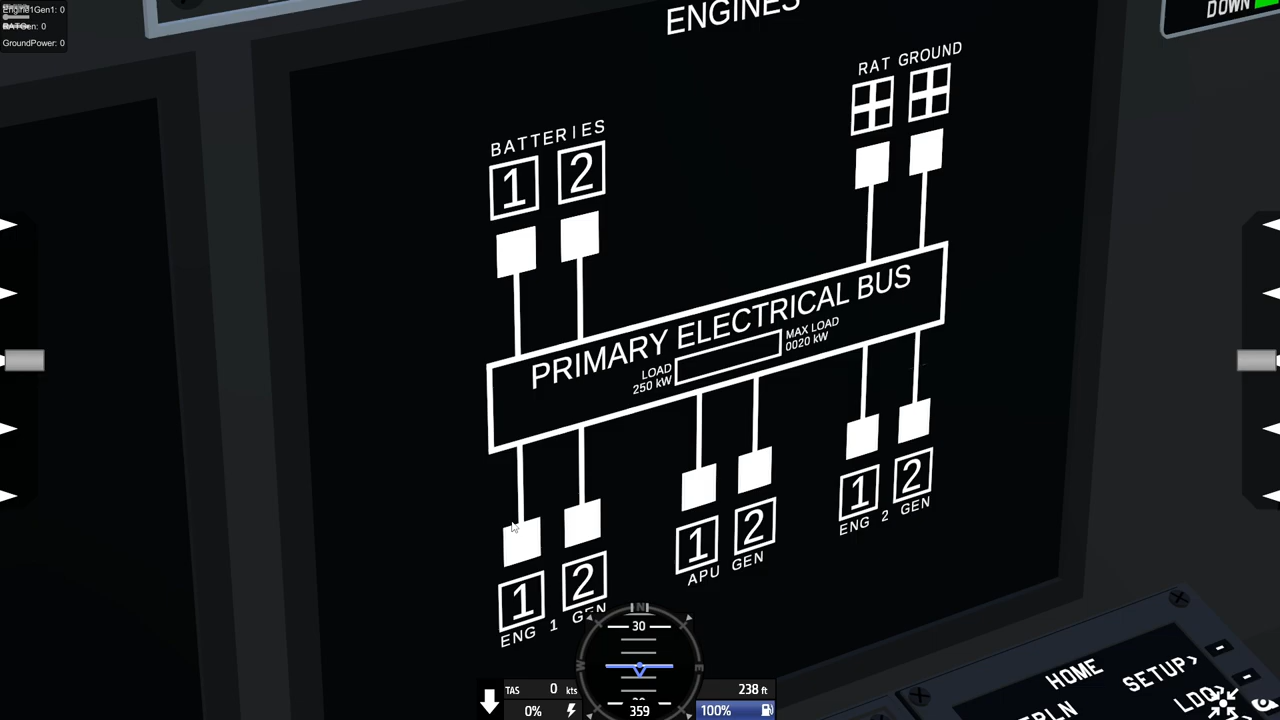 Engine1Gen1: 0
RATGen: 0
GroundPower: 0
ENGINES
DOWN
RAT GROUND
BATTERIES
1 2
PRIMARY ELECTRICAL BUS
LOAD
250 kW
MAX LOAD
0020 kW
1 2
ENG 1 GEN
1 2
APU GEN
1 2
ENG 2 GEN
HOME
SETUP>
N
30
W
E
TAS 0 kts
238 ft
0%
359
100%